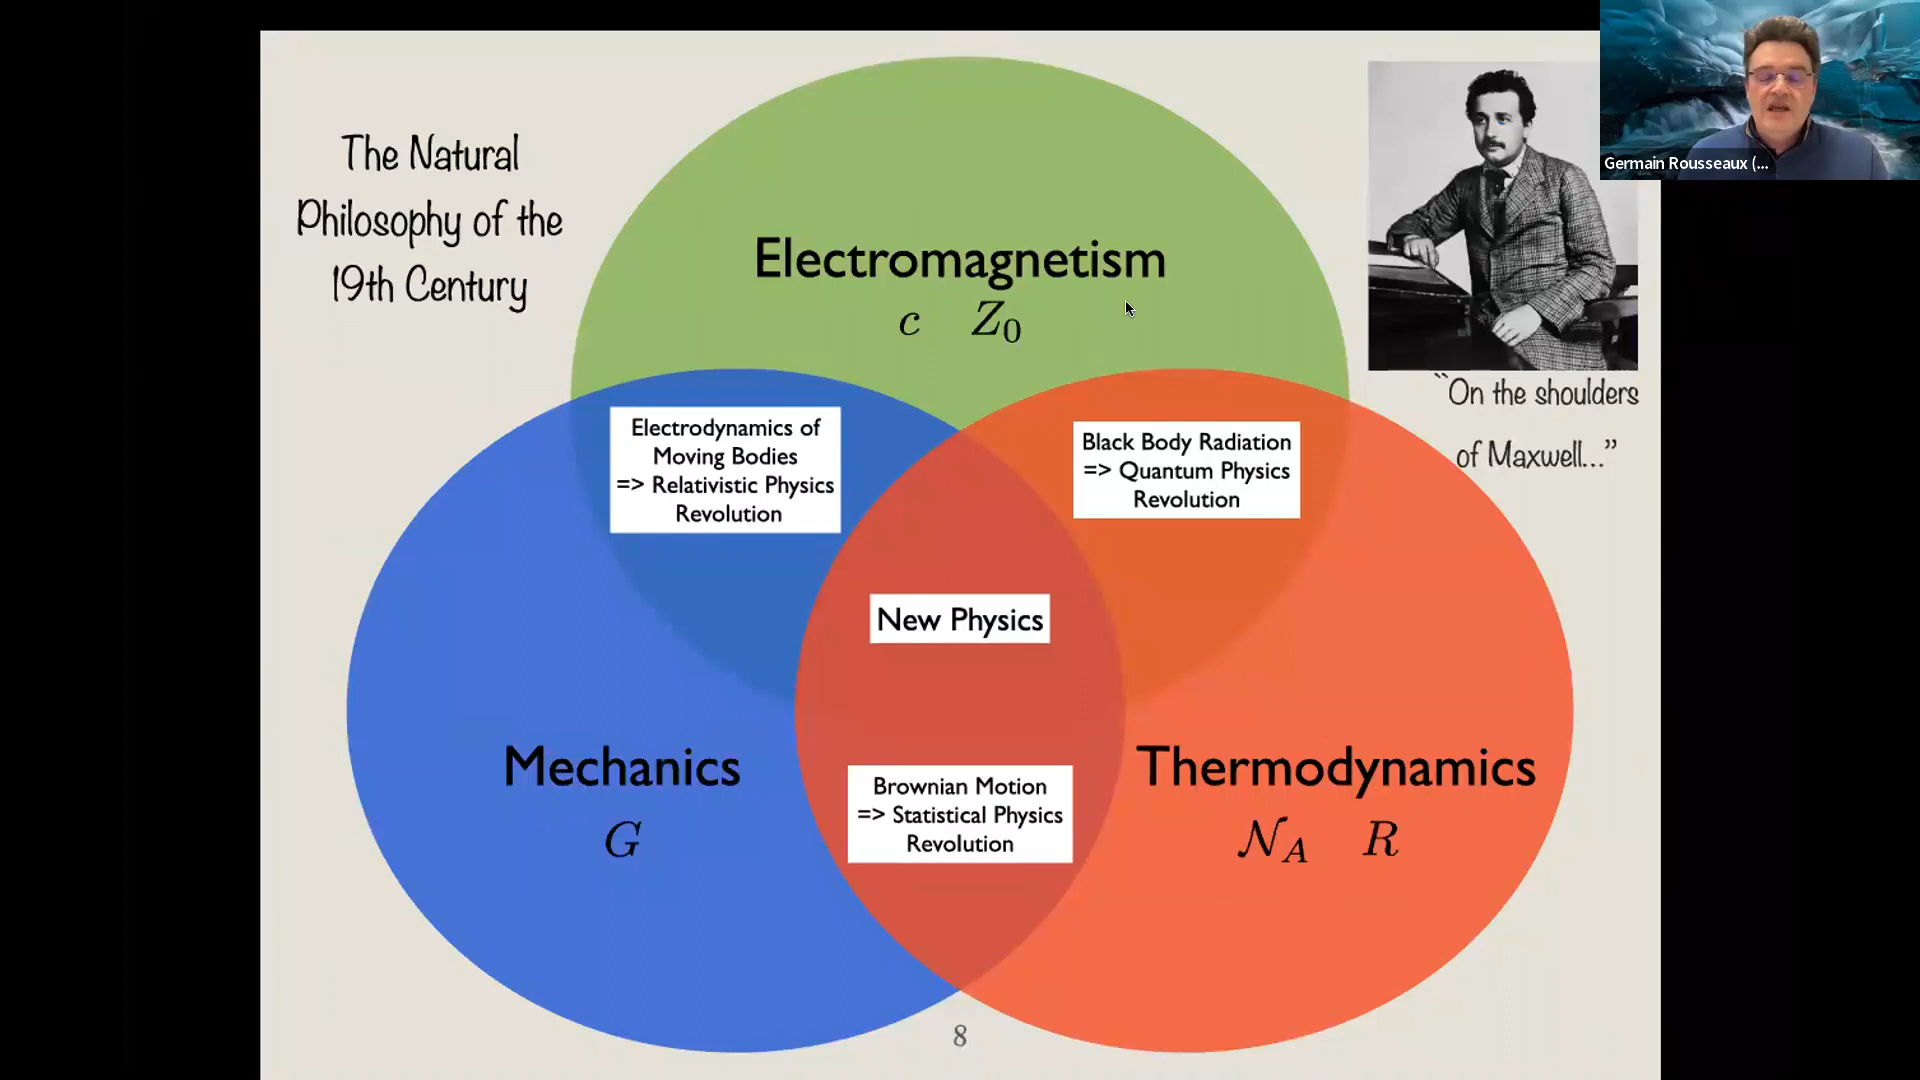 The Natural
Philosophy of the
19th Century
Electromagnetism
c Z₀
Germain Rousseaux (...
“On the shoulders
of Maxwell...”
Electrodynamics of
Moving Bodies
=> Relativistic Physics
Revolution
Black Body Radiation
=> Quantum Physics
Revolution
New Physics
Mechanics
G
Brownian Motion
=> Statistical Physics
Revolution
Thermodynamics
𝒩_A R
8